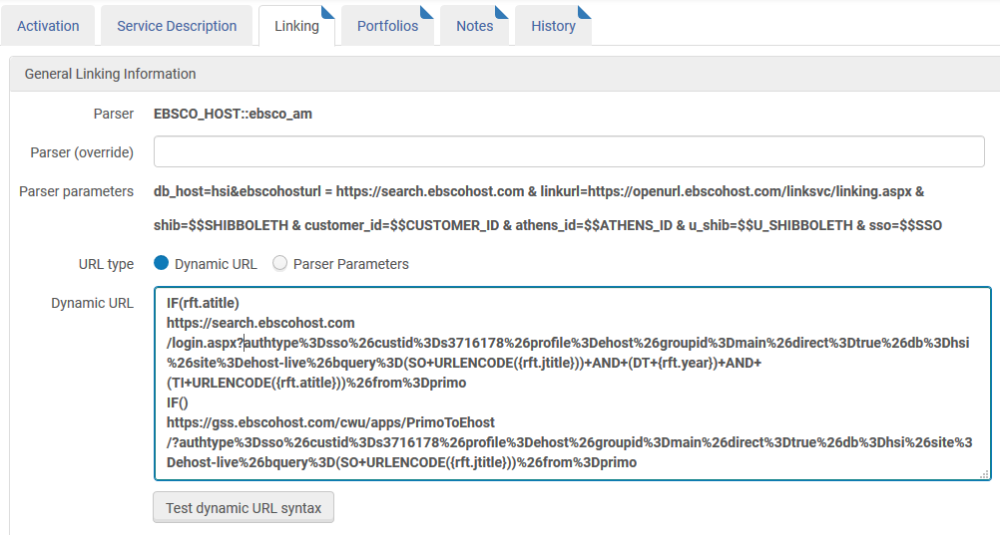 Activation Service Description Linking Portfolios Notes History
General Linking Information
Parser EBSCO_HOST::ebsco_am
Parser (override)
Parser parameters db_host=hsi&ebscohosturl = https://search.ebscohost.com & linkurl=https://openurl.ebscohost.com/linksvc/linking.aspx &
shib=$$SHIBBOLETH & customer_id=$$CUSTOMER_ID & athens_id=$$ATHENS_ID & u_shib=$$U_SHIBBOLETH & sso=$$SSO
URL type Dynamic URL Parser Parameters
Dynamic URL IF(rft.atitle)
https://search.ebscohost.com
/login.aspx?authtype%3Dsso%26custid%3Ds3716178%26profile%3Dehost%26groupid%3Dmain%26direct%3Dtrue%26db%3Dhsi
%26site%3Dehost-live%26bquery%3D(SO+URLENCODE({rft.jtitle}))+AND+(DT+{rft.year})+AND+
(TI+URLENCODE({rft.atitle}))%26from%3Dprimo
IF()
https://gss.ebscohost.com/cwu/apps/PrimoToEhost
/?authtype%3Dsso%26custid%3Ds3716178%26profile%3Dehost%26groupid%3Dmain%26direct%3Dtrue%26db%3Dhsi%26site%3
Dehost-live%26bquery%3D(SO+URLENCODE({rft.jtitle}))%26from%3Dprimo
Test dynamic URL syntax